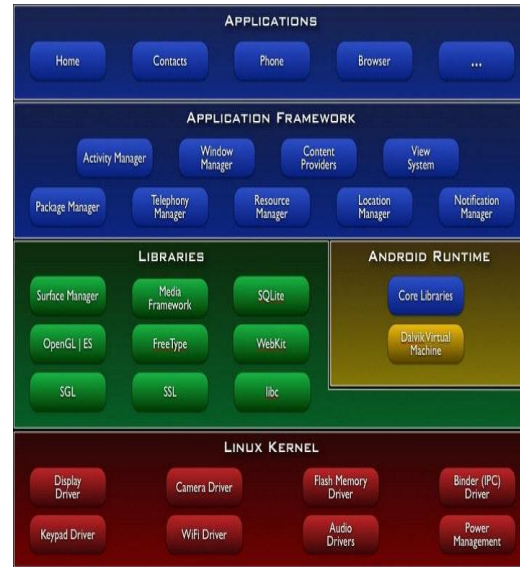 APPLICATIONS
Home
Contacts
Phone
Browser
...
APPLICATION FRAMEWORK
Activity Manager
Window
Manager
Content
Providers
View
System
Package Manager
Telephony
Manager
Resource
Manager
Location
Manager
Notification
Manager
LIBRARIES
Surface Manager
Media
Framework
SQLite
OpenGL | ES
FreeType
WebKit
SGL
SSL
libc
ANDROID RUNTIME
Core Libraries
Dalvik Virtual
Machine
LINUX KERNEL
Display
Driver
Camera Driver
Flash Memory
Driver
Binder (IPC)
Driver
Keypad Driver
WiFi Driver
Audio
Drivers
Power
Management